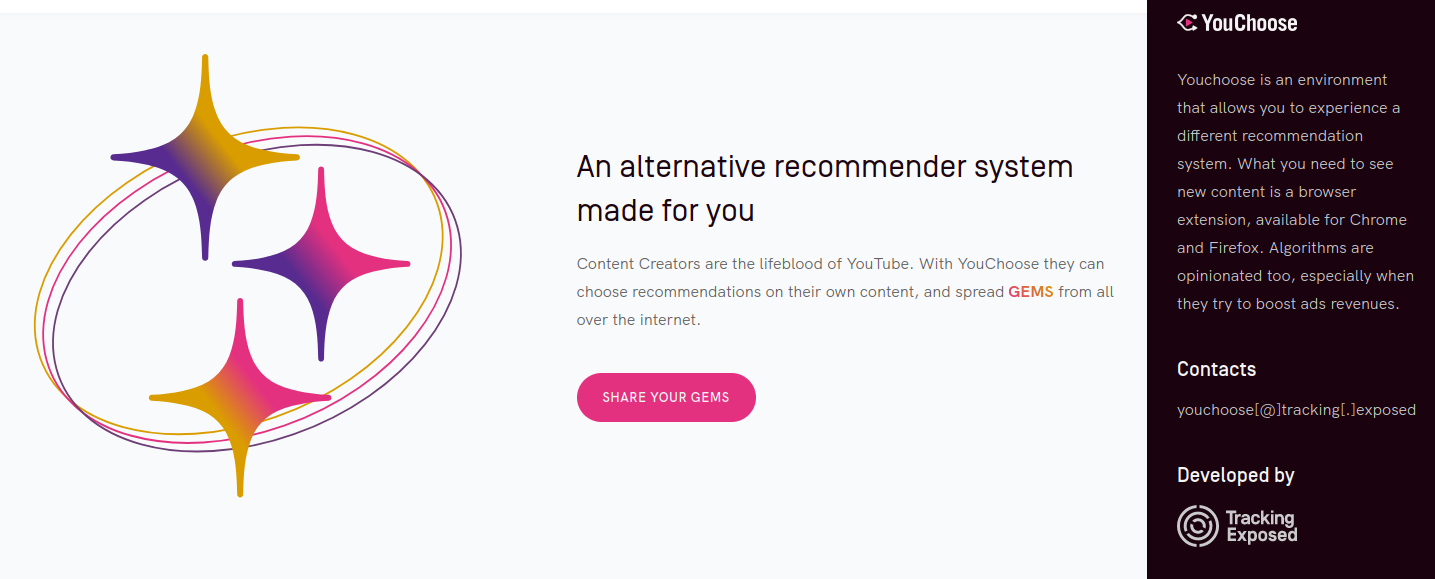 An alternative recommender system
made for you
Content Creators are the lifeblood of YouTube. With YouChoose they can
choose recommendations on their own content, and spread GEMS from all
over the internet.
SHARE YOUR GEMS
YouChoose
Youchoose is an environment
that allows you to experience a
different recommendation
system. What you need to see
new content is a browser
extension, available for Chrome
and Firefox. Algorithms are
opinionated too, especially when
they try to boost ads revenues.
Contacts
youchoose[@]tracking[.]exposed
Developed by
Tracking
Exposed